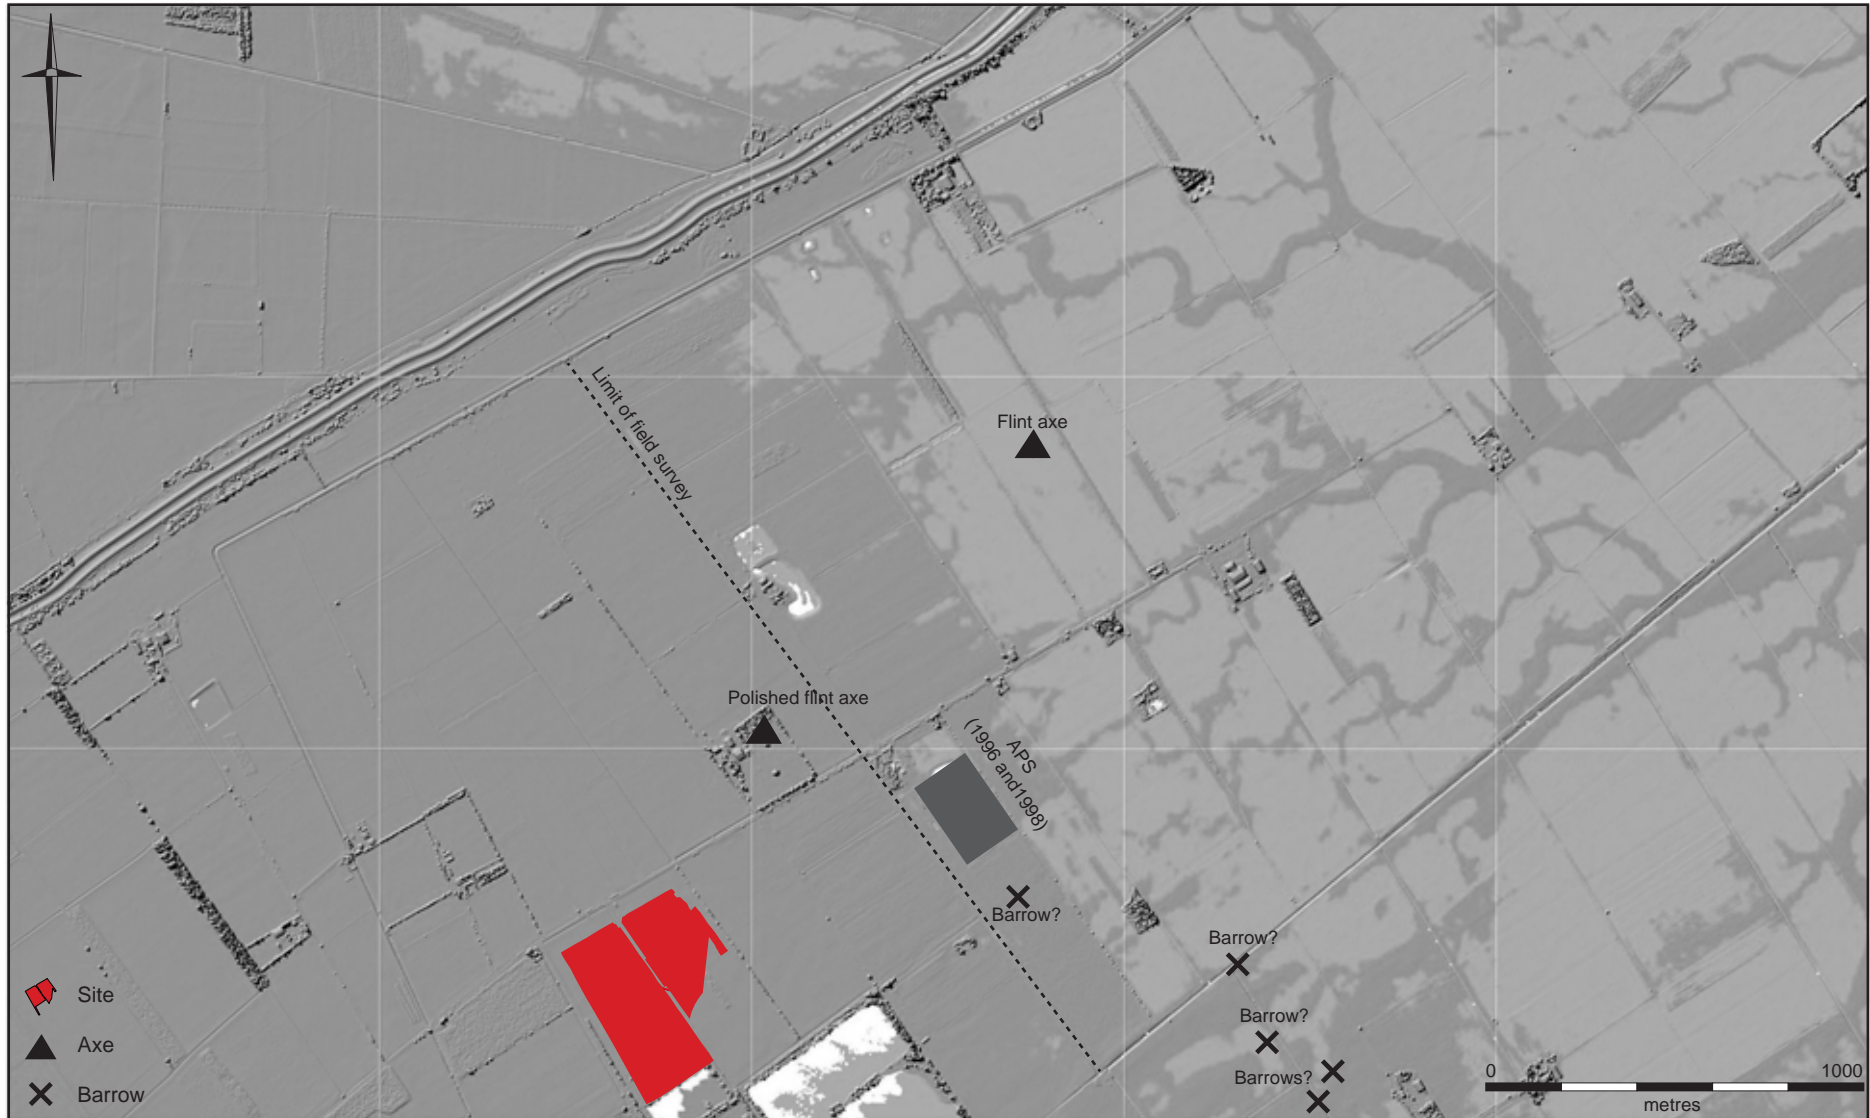 Limit of field survey
Flint axe
Polished flint axe
APS
(1996 and1998)
Barrow?
Barrow?
Barrow?
Barrows?
Site
Axe
Barrow
0
1000
metres